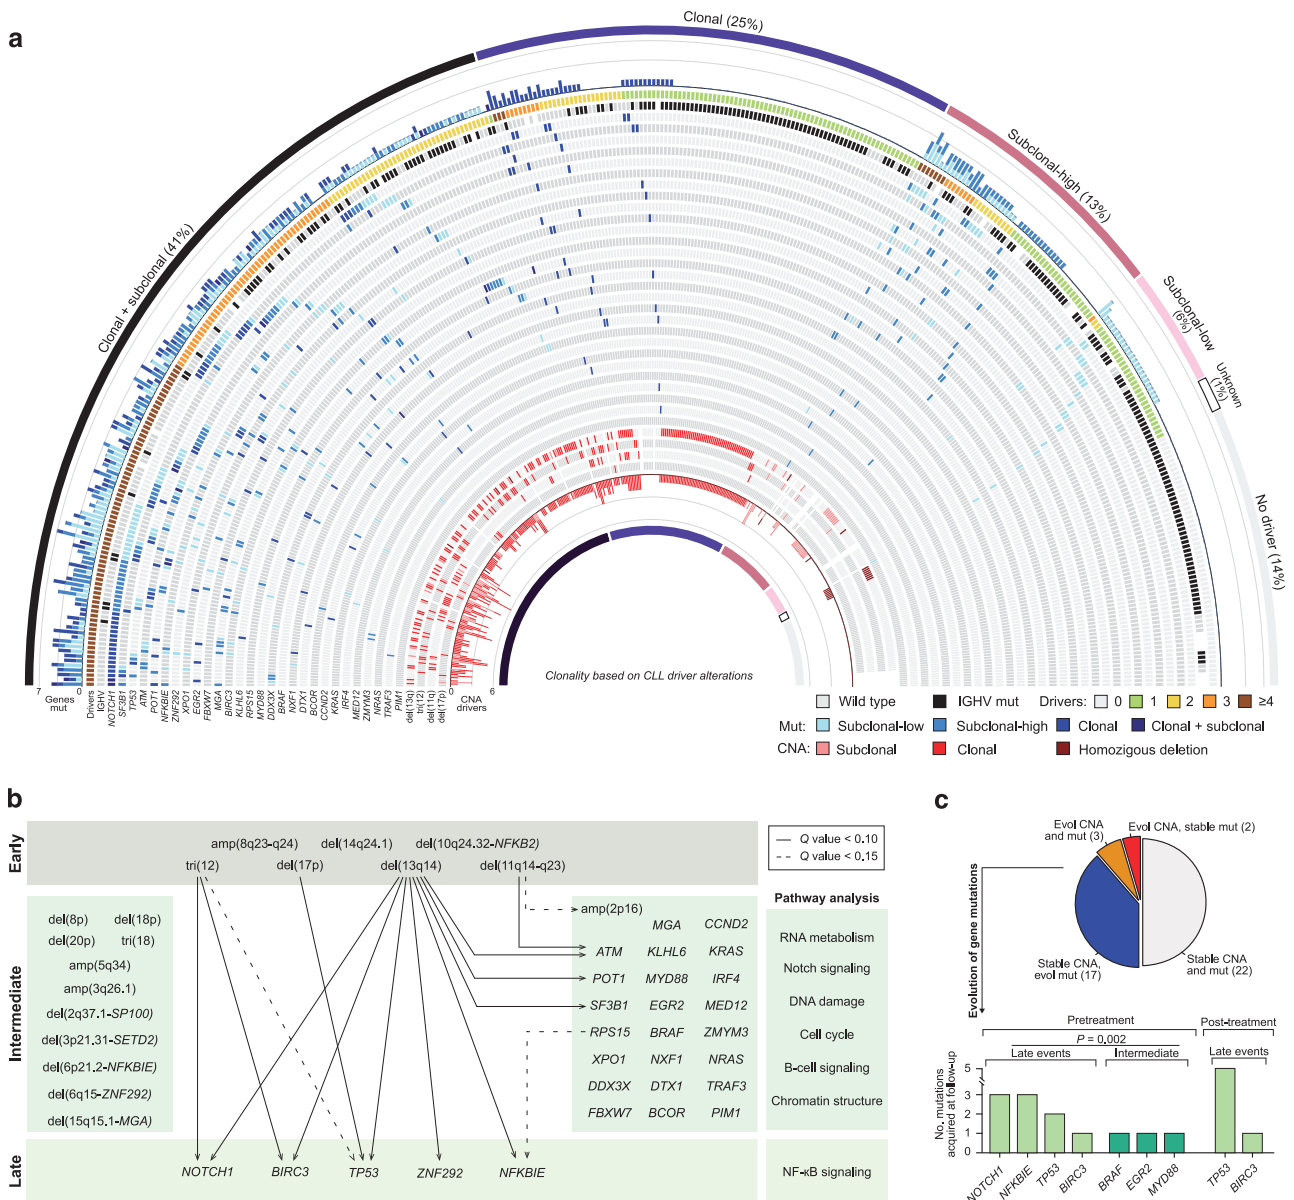 a
Clonal (25%)
Clonal + subclonal (41%)
Subclonal-high (13%)
Subclonal-low
(6%)
Unknown
(1%)
No driver (14%)
7
0
Genes
mut
Drivers
IGHV
NOTCH1
SF3B1
TP53
ATM
POT1
NFKBIE
ZNF292
XPO1
EGR2
FBXW7
MGA
BIRC3
KLHL6
RPS15
MYD88
DDX3X
BRAF
NXF1
DTX1
BCOR
CCND2
KRAS
IRF4
MED12
ZMYM3
NRAS
TRAF3
PIM1
del(13q)
tri(12)
del(11q)
del(17p)
0
6
CNA
drivers
Clonality based on CLL driver alterations
Wild type
IGHV mut
Drivers: 0 1 2 3 ≥4
Mut: Subclonal-low Subclonal-high Clonal Clonal + subclonal
CNA: Subclonal Clonal Homozigous deletion
b
Early
amp(8q23-q24) del(14q24.1) del(10q24.32-NFKB2)
tri(12) del(17p) del(13q14) del(11q14-q23)
Q value < 0.10
Q value < 0.15
Intermediate
del(8p) del(18p)
del(20p) tri(18)
amp(5q34)
amp(3q26.1)
del(2q37.1-SP100)
del(3p21.31-SETD2)
del(6p21.2-NFKBIE)
del(6q15-ZNF292)
del(15q15.1-MGA)
amp(2p16)
MGA CCND2
ATM KLHL6 KRAS
POT1 MYD88 IRF4
SF3B1 EGR2 MED12
RPS15 BRAF ZMYM3
XPO1 NXF1 NRAS
DDX3X DTX1 TRAF3
FBXW7 BCOR PIM1
Pathway analysis
RNA metabolism
Notch signaling
DNA damage
Cell cycle
B-cell signaling
Chromatin structure
Late
NOTCH1 BIRC3 TP53 ZNF292 NFKBIE
NF-κB signaling
c
Evol CNA
and mut (3)
Evol CNA, stable mut (2)
Stable CNA,
evol mut (17)
Stable CNA
and mut (22)
Evolution of gene mutations
Pretreatment
Post-treatment
P = 0.002
Late events
Intermediate
Late events
No. mutations
acquired at follow-up
5
3
2
1
0
NOTCH1
NFKBIE
TP53
BIRC3
BRAF
EGR2
MYD88
TP53
BIRC3